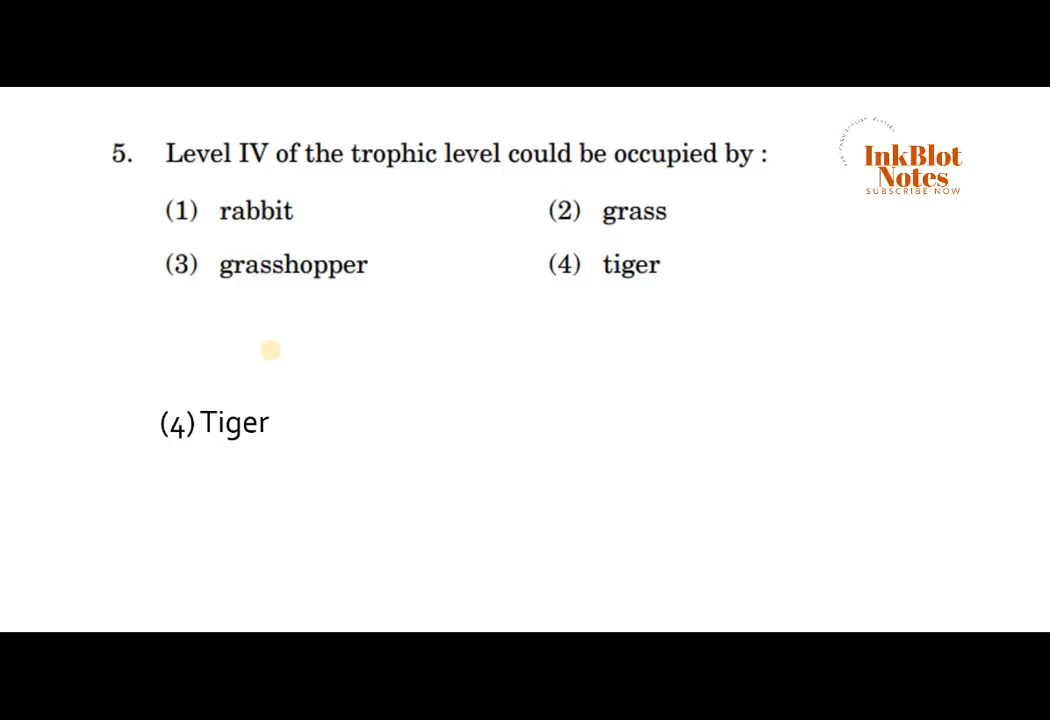 5. Level IV of the trophic level could be occupied by :
(1) rabbit (2) grass
(3) grasshopper (4) tiger
(4) Tiger
InkBlot
Notes
SUBSCRIBE NOW